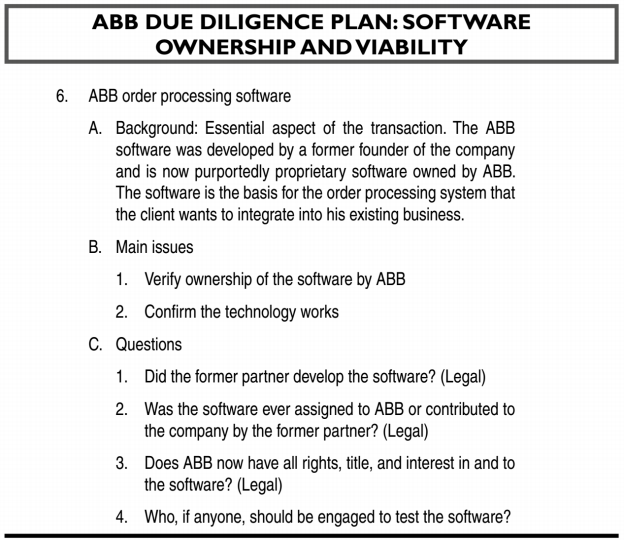 ABB DUE DILIGENCE PLAN: SOFTWARE
OWNERSHIP AND VIABILITY
6. ABB order processing software
A. Background: Essential aspect of the transaction. The ABB
software was developed by a former founder of the company
and is now purportedly proprietary software owned by ABB.
The software is the basis for the order processing system that
the client wants to integrate into his existing business.
B. Main issues
1. Verify ownership of the software by ABB
2. Confirm the technology works
C. Questions
1. Did the former partner develop the software? (Legal)
2. Was the software ever assigned to ABB or contributed to
the company by the former partner? (Legal)
3. Does ABB now have all rights, title, and interest in and to
the software? (Legal)
4. Who, if anyone, should be engaged to test the software?